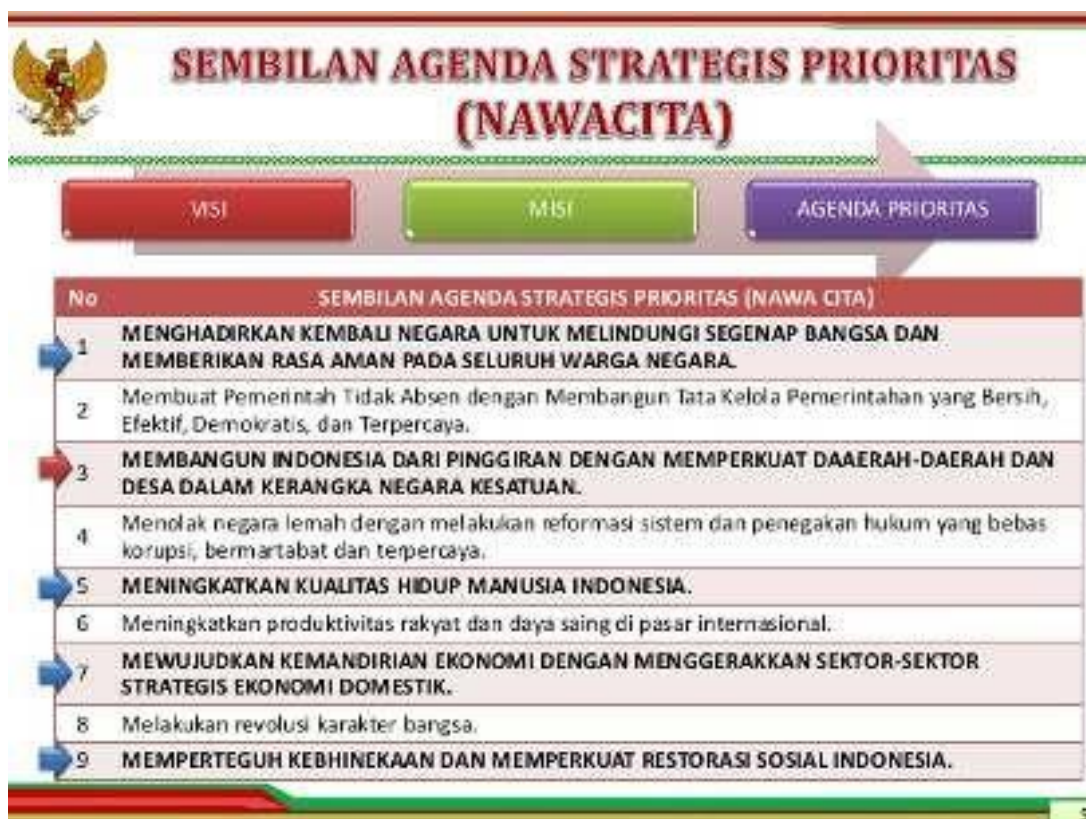 SEMBILAN AGENDA STRATEGIS PRIORITAS
(NAWACITA)
VISI
MISI
AGENDA PRIORITAS
No SEMBILAN AGENDA STRATEGIS PRIORITAS (NAWA CITA)
1 MENGHADIRKAN KEMBALI NEGARA UNTUK MELINDUNGI SEGENAP BANGSA DAN
MEMBERIKAN RASA AMAN PADA SELURUH WARGA NEGARA.
2 Membuat Pemerintah Tidak Absen dengan Membangun Tata Kelola Pemerintahan yang Bersih,
Efektif, Demokratis, dan Terpercaya.
3 MEMBANGUN INDONESIA DARI PINGGIRAN DENGAN MEMPERKUAT DAAERAH-DAERAH DAN
DESA DALAM KERANGKA NEGARA KESATUAN.
4 Menolak negara lemah dengan melakukan reformasi sistem dan penegakan hukum yang bebas
korupsi, bermartabat dan terpercaya.
5 MENINGKATKAN KUALITAS HIDUP MANUSIA INDONESIA.
6 Meningkatkan produktivitas rakyat dan daya saing di pasar internasional.
7 MEWUJUDKAN KEMANDIRIAN EKONOMI DENGAN MENGGERAKKAN SEKTOR-SEKTOR
STRATEGIS EKONOMI DOMESTIK.
8 Melakukan revolusi karakter bangsa.
9 MEMPERTEGUH KEBHINEKAAN DAN MEMPERKUAT RESTORASI SOSIAL INDONESIA.